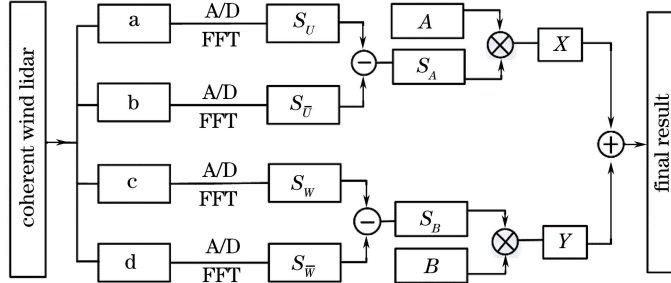 coherent wind lidar
a
A/D
FFT
S_U
A
S_A
X
b
A/D
FFT
S_Ū
c
A/D
FFT
S_W
S_B
B
Y
d
A/D
FFT
S_W̅
final result